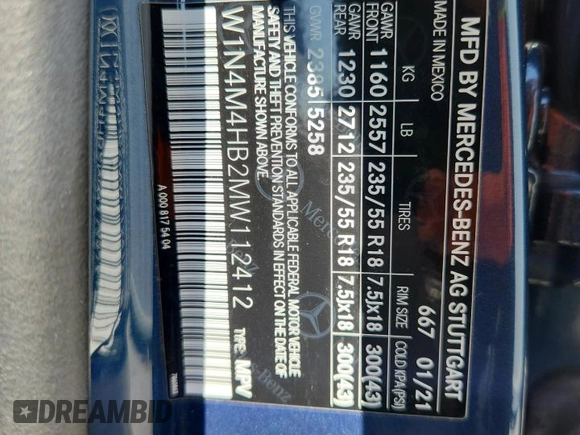 MFD BY MERCEDES-BENZ AG STUTTGART
MADE IN MEXICO 667 01/21
KG LB TIRES RIM SIZE COLD KPA(PSI)
GAWR FRONT 1160 2557 235/55 R18 7.5Jx18 300(43)
GAWR REAR 1230 2712 235/55 R18 7.5Jx18 300(43)
GVWR 2385 5258
THIS VEHICLE CONFORMS TO ALL APPLICABLE FEDERAL MOTOR VEHICLE
SAFETY AND THEFT PREVENTION STANDARDS IN EFFECT ON THE DATE OF
MANUFACTURE SHOWN ABOVE.
W1N4M4HB2MW112412 TYPE: MPV
A 000 817 54 04
Mercedes-Benz
DREAMBID